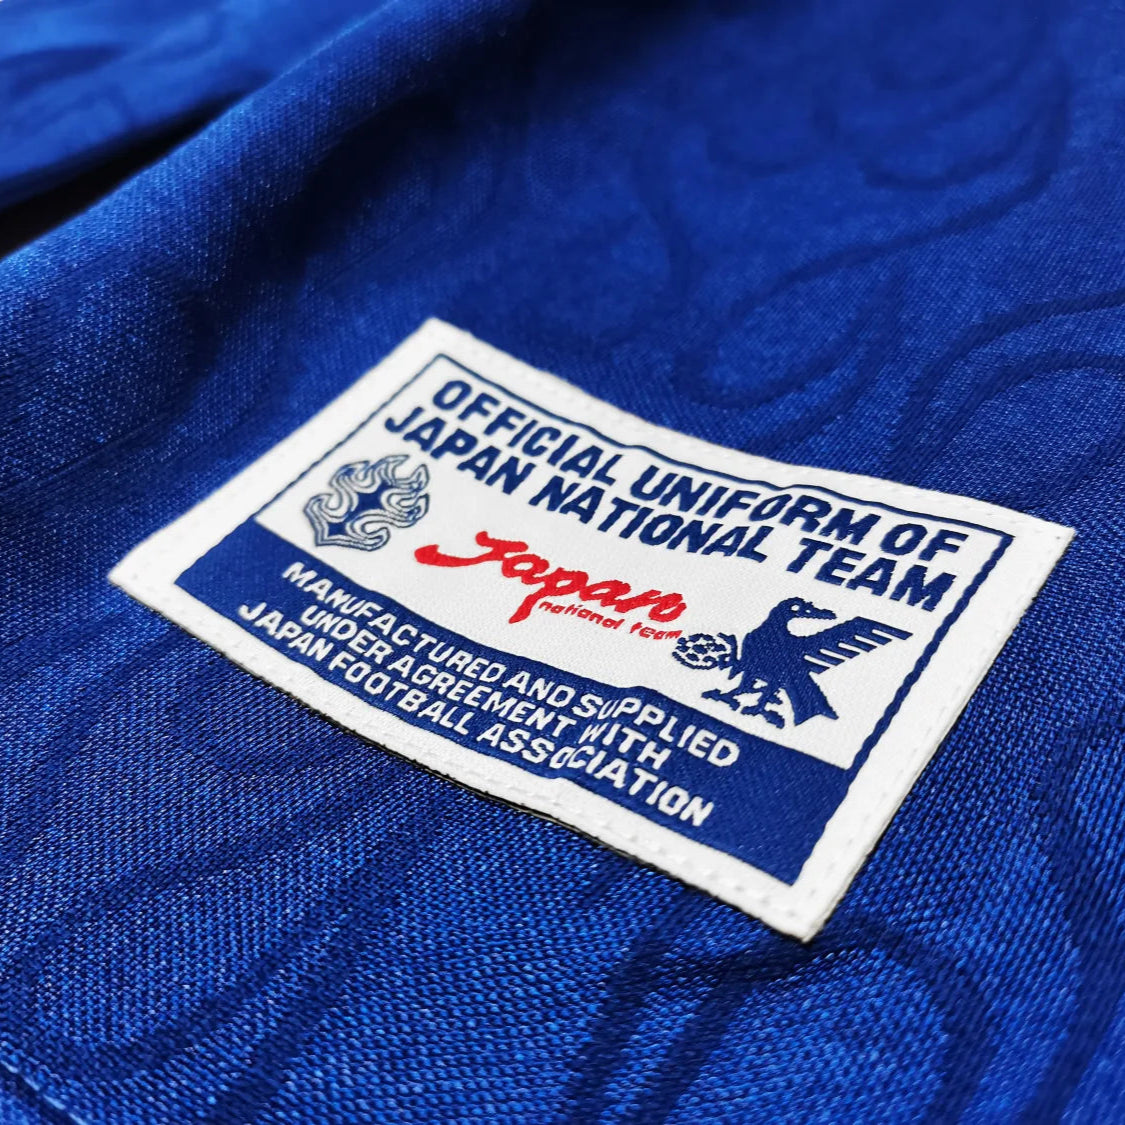 OFFICIAL UNIFORM OF
JAPAN NATIONAL TEAM
Japan
national team
MANUFACTURED AND SUPPLIED
UNDER AGREEMENT WITH
JAPAN FOOTBALL ASSOCIATION